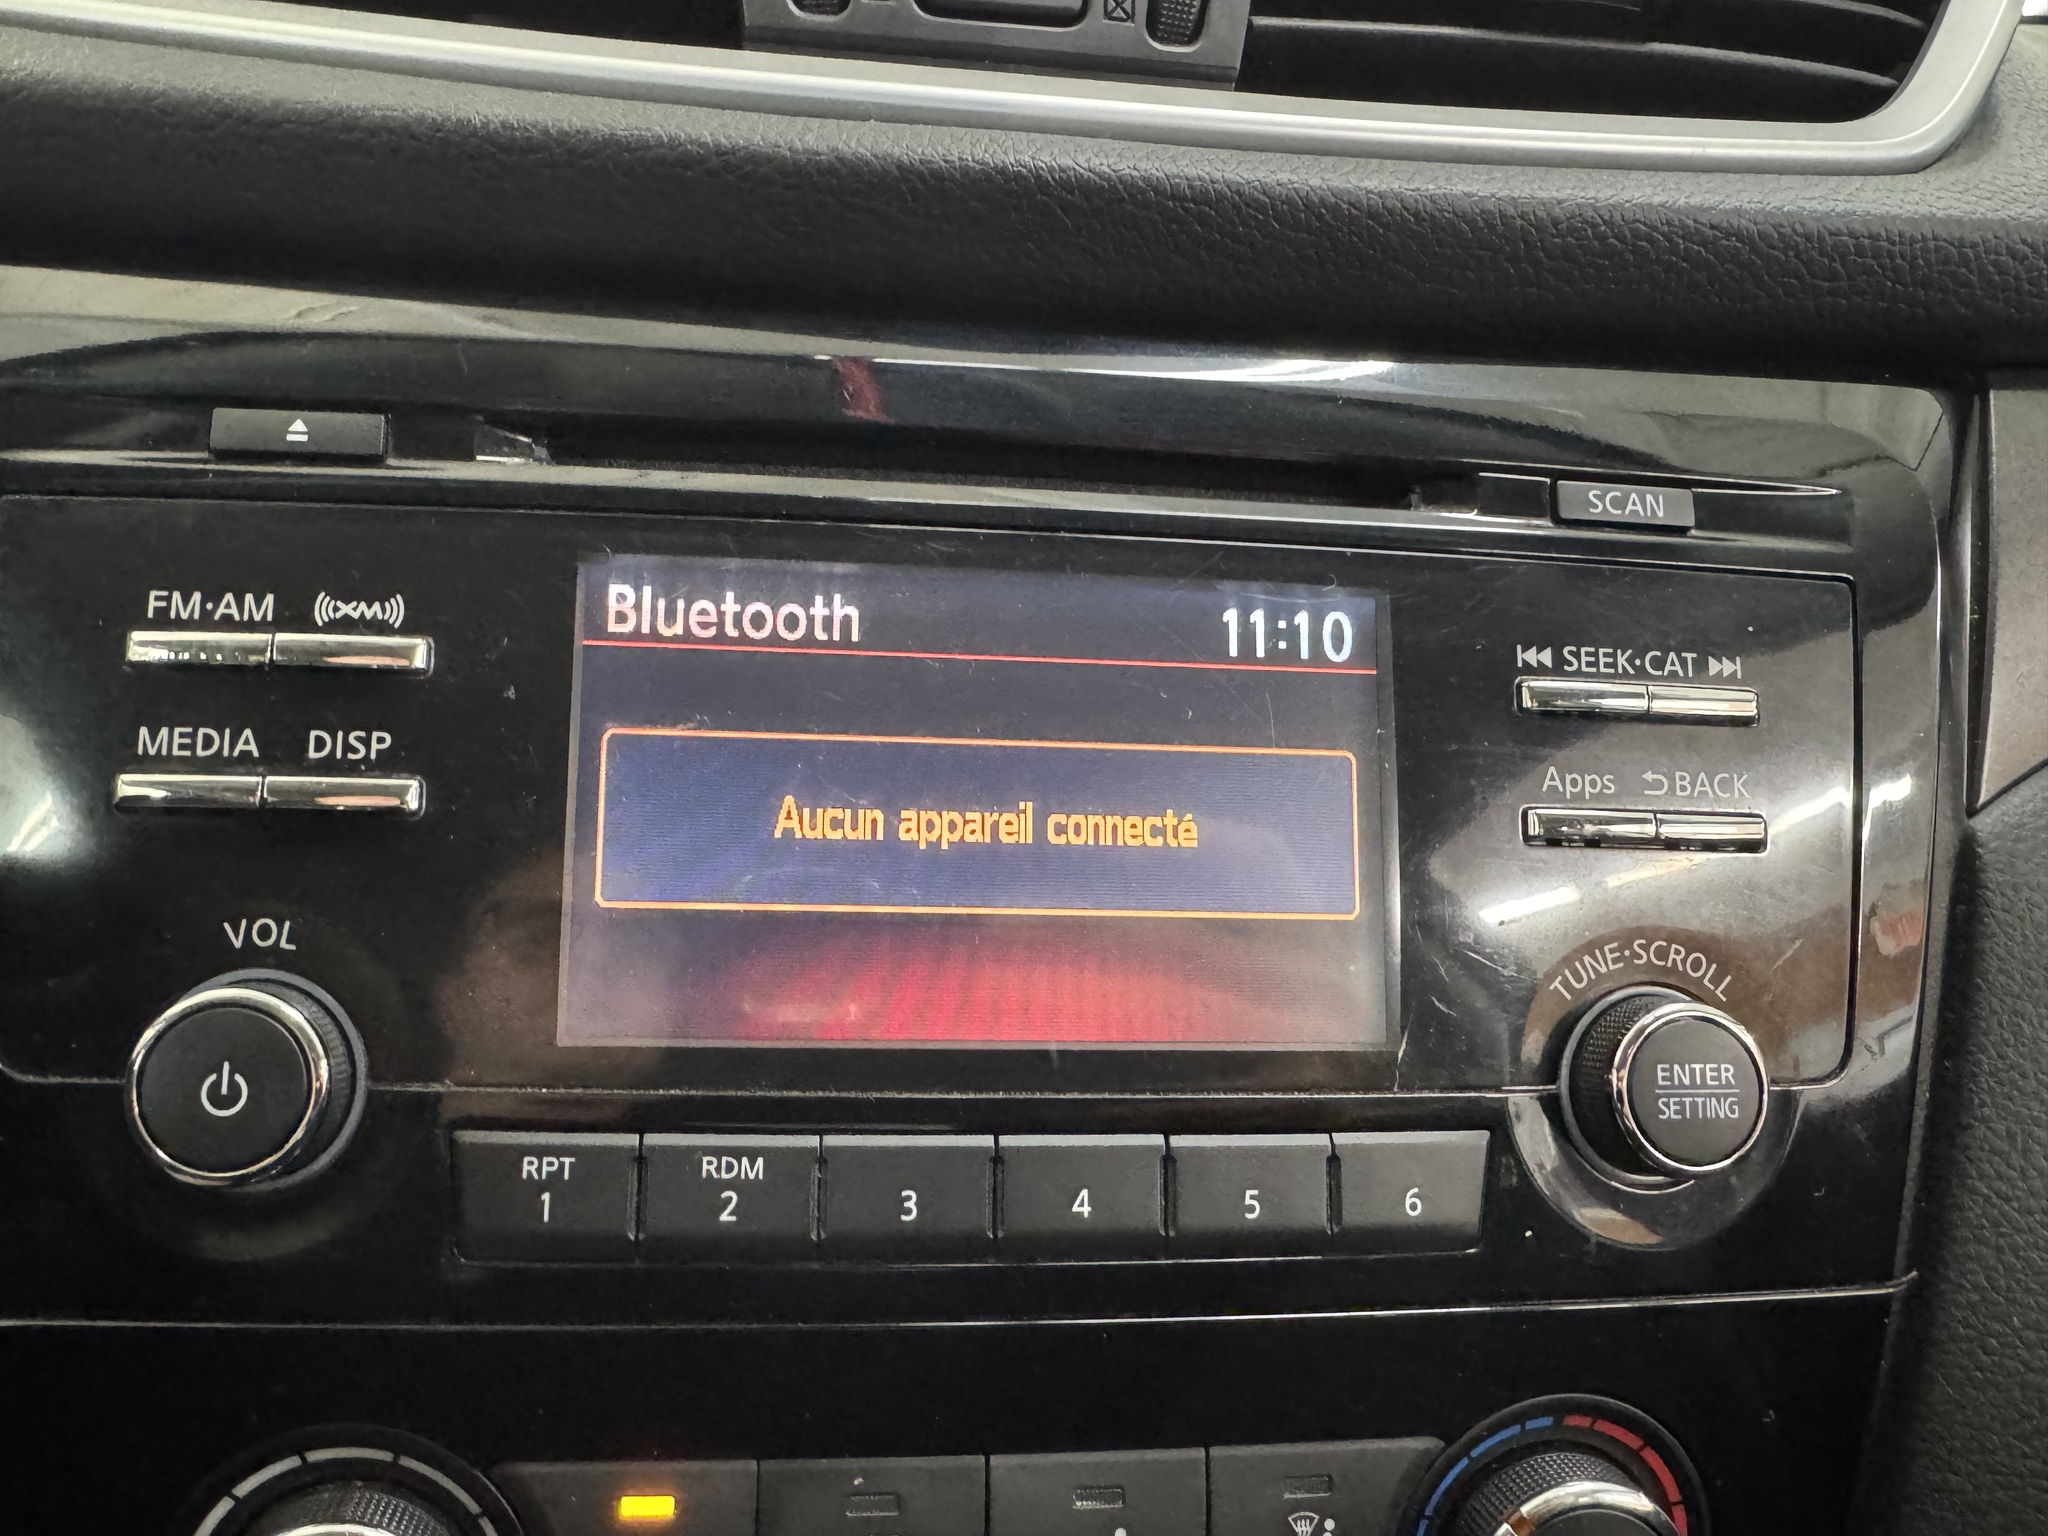 SCAN
FM·AM XM
Bluetooth 11:10
SEEK·CAT
MEDIA DISP
Apps BACK
Aucun appareil connecté
VOL
TUNE·SCROLL
ENTER
SETTING
RPT RDM
1 2 3 4 5 6